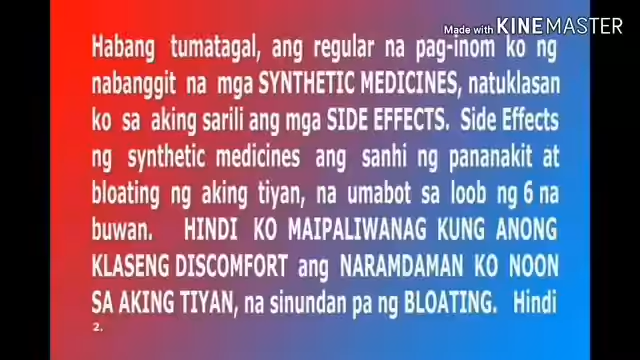 Made with KINEMASTER
Habang tumatagal, ang regular na pag-inom ko ng
nabanggit na mga SYNTHETIC MEDICINES, natuklasan
ko sa aking sarili ang mga SIDE EFFECTS. Side Effects
ng synthetic medicines ang sanhi ng pananakit at
bloating ng aking tiyan, na umabot sa loob ng 6 na
buwan. HINDI KO MAIPALIWANAG KUNG ANONG
KLASENG DISCOMFORT ang NARAMDAMAN KO NOON
SA AKING TIYAN, na sinundan pa ng BLOATING. Hindi
2.